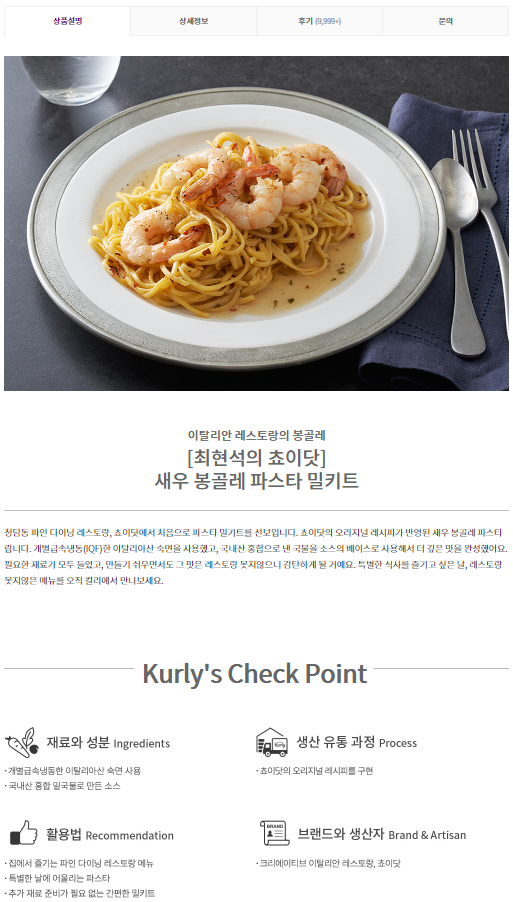 상품설명
상세정보
후기 (9,999+)
문의
이탈리안 레스토랑의 봉골레
[최현석의 쵸이닷]
새우 봉골레 파스타 밀키트
청담동 파인 다이닝 레스토랑, 쵸이닷에서 처음으로 파스타 밀키트를 선보입니다. 쵸이닷의 오리지널 레시피가 반영된 새우 봉골레 파스타
랍니다. 개별급속냉동(IQF)한 이탈리아산 숙면을 사용했고, 국내산 홍합으로 낸 국물을 소스의 베이스로 사용해서 더 깊은 맛을 완성했어요.
필요한 재료가 모두 들었고, 만들기 쉬우면서도 그 맛은 레스토랑 못지않으니 감탄하게 될 거예요. 특별한 식사를 즐기고 싶은 날, 레스토랑
못지않은 메뉴를 오직 컬리에서 만나보세요.
Kurly's Check Point
재료와 성분 Ingredients
· 개별급속냉동한 이탈리아산 숙면 사용
· 국내산 홍합 밑국물로 만든 소스
Kurly
생산 유통 과정 Process
· 쵸이닷의 오리지널 레시피를 구현
활용법 Recommendation
· 집에서 즐기는 파인 다이닝 레스토랑 메뉴
· 특별한 날에 어울리는 파스타
· 추가 재료 준비가 필요 없는 간편한 밀키트
BRAND
브랜드와 생산자 Brand & Artisan
· 크리에이티브 이탈리안 레스토랑, 쵸이닷